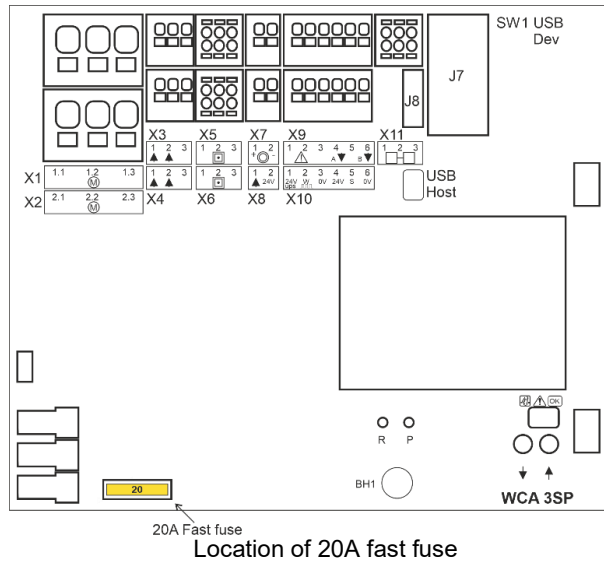 SW1 USB
Dev
J7
J8
X3 X5 X7 X9 X11
1 2 3 1 2 3 1 2 1 2 3 4 5 6 1 2 3
+ - A B
X1 1.1 1.2 1.3
M
1 2 3 1 2 3 1 2 1 2 3 4 5 6
24V 24V W 0V 24V S 0V
X2 2.1 2.2 2.3
M
X4 X6 X8 X10
USB
Host
OK
R P
BH1
WCA 3SP
20
20A Fast fuse
Location of 20A fast fuse